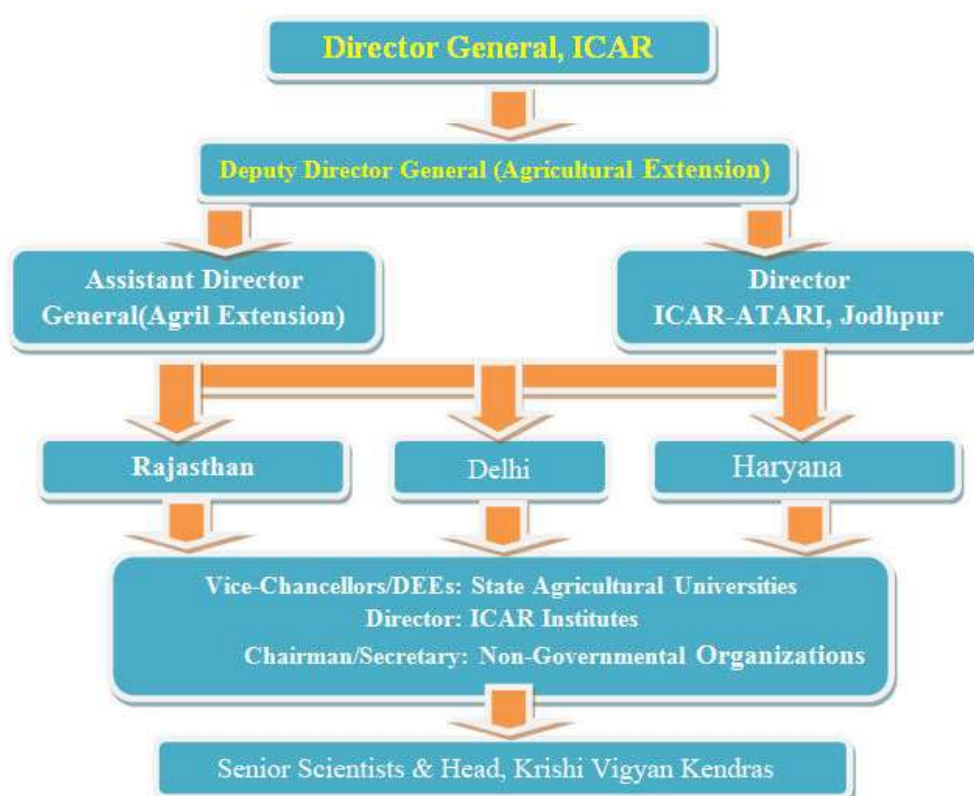 Director General, ICAR
Deputy Director General (Agricultural Extension)
Assistant Director
General(Agril Extension)
Director
ICAR-ATARI, Jodhpur
Rajasthan
Delhi
Haryana
Vice-Chancellors/DEEs: State Agricultural Universities
Director: ICAR Institutes
Chairman/Secretary: Non-Governmental Organizations
Senior Scientists & Head, Krishi Vigyan Kendras